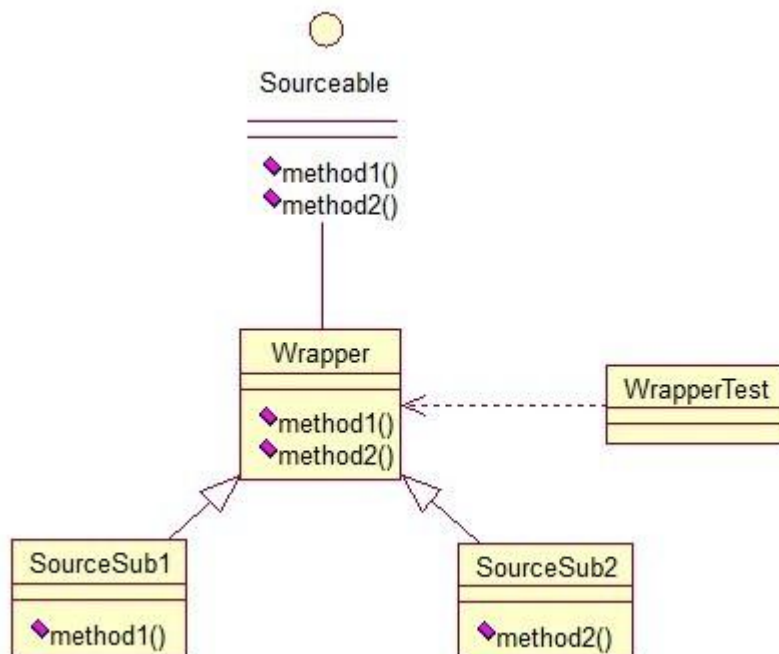 Sourceable
method1()
method2()
Wrapper
method1()
method2()
WrapperTest
SourceSub1
method1()
SourceSub2
method2()